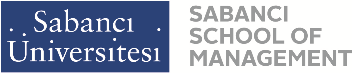 Sabancı
Üniversitesi
SABANCI
SCHOOL OF
MANAGEMENT